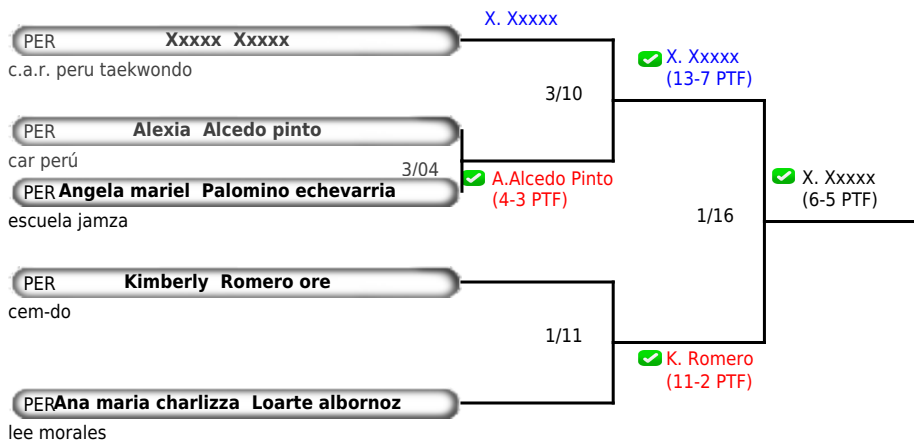 X. Xxxxx
PER Xxxxx Xxxxx
c.a.r. peru taekwondo
X. Xxxxx
(13-7 PTF)
3/10
PER Alexia Alcedo pinto
car perú
3/04
A.Alcedo Pinto
(4-3 PTF)
PER Angela mariel Palomino echevarria
escuela jamza
X. Xxxxx
(6-5 PTF)
1/16
PER Kimberly Romero ore
cem-do
1/11
K. Romero
(11-2 PTF)
PER Ana maria charlizza Loarte albornoz
lee morales